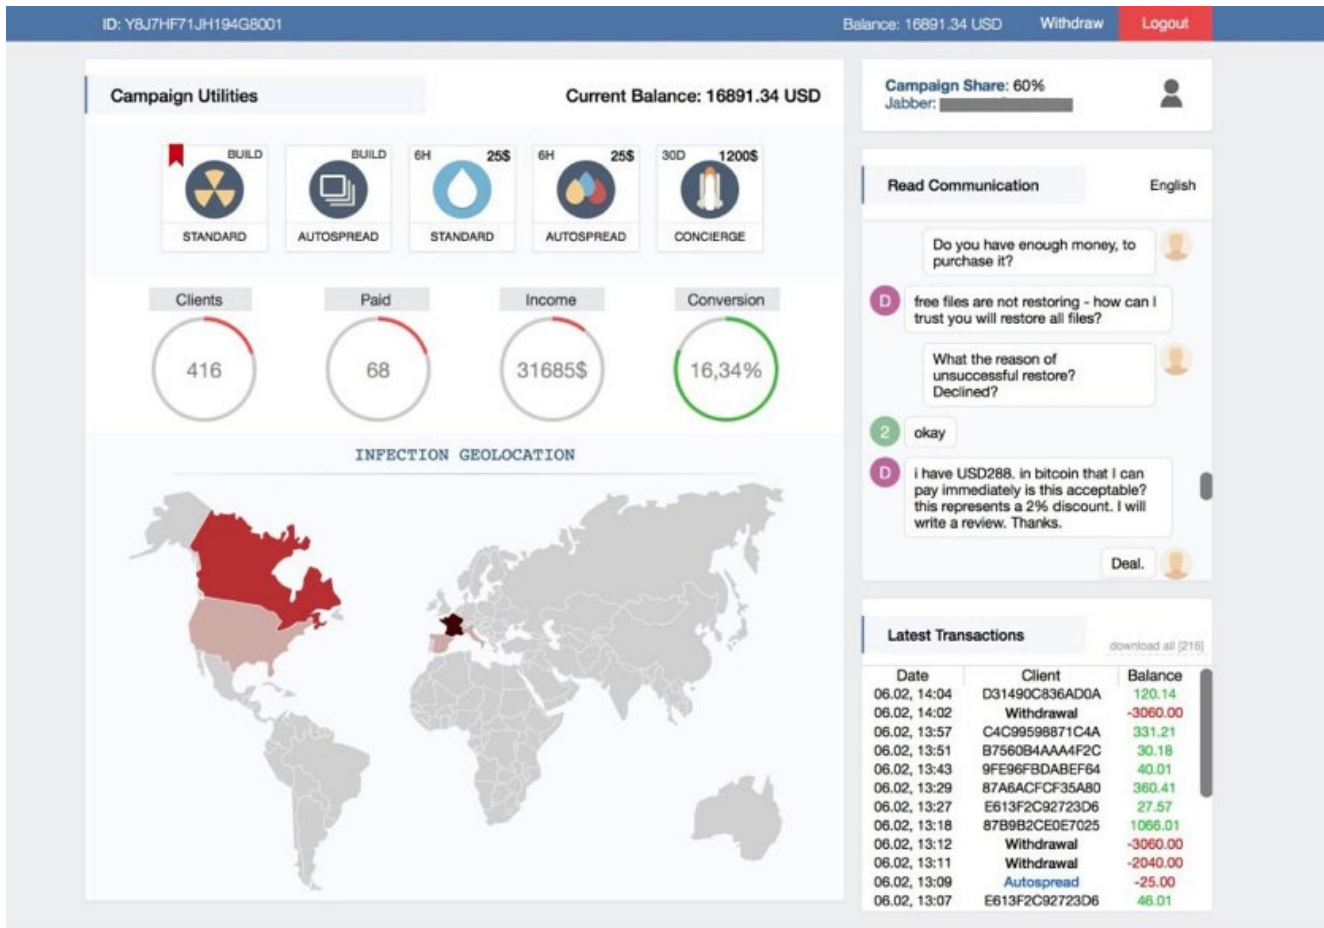 ID: Y8J7HF71JH194G8001
Balance: 16891.34 USD
Withdraw
Logout
Campaign Utilities
Current Balance: 16891.34 USD
BUILD
STANDARD
BUILD
AUTOSPREAD
6H 25$
STANDARD
6H 25$
AUTOSPREAD
30D 1200$
CONCIERGE
Clients
416
Paid
68
Income
31685$
Conversion
16,34%
INFECTION GEOLOCATION
Campaign Share: 60%
Jabber:
Read Communication
English
Do you have enough money, to
purchase it?
D
free files are not restoring - how can I
trust you will restore all files?
What the reason of
unsuccessful restore?
Declined?
2
okay
D
i have USD288. in bitcoin that I can
pay immediately is this acceptable?
this represents a 2% discount. I will
write a review. Thanks.
Deal.
Latest Transactions
download all [216]
Date Client Balance
06.02, 14:04 D31490C836AD0A 120.14
06.02, 14:02 Withdrawal -3060.00
06.02, 13:57 C4C99598871C4A 331.21
06.02, 13:51 B7560B4AAA4F2C 30.18
06.02, 13:43 9FE96FBDABEF64 40.01
06.02, 13:29 87A6ACFCF35A80 360.41
06.02, 13:27 E613F2C92723D6 27.57
06.02, 13:18 87B9B2CE0E7025 1066.01
06.02, 13:12 Withdrawal -3060.00
06.02, 13:11 Withdrawal -2040.00
06.02, 13:09 Autospread -25.00
06.02, 13:07 E613F2C92723D6 46.01